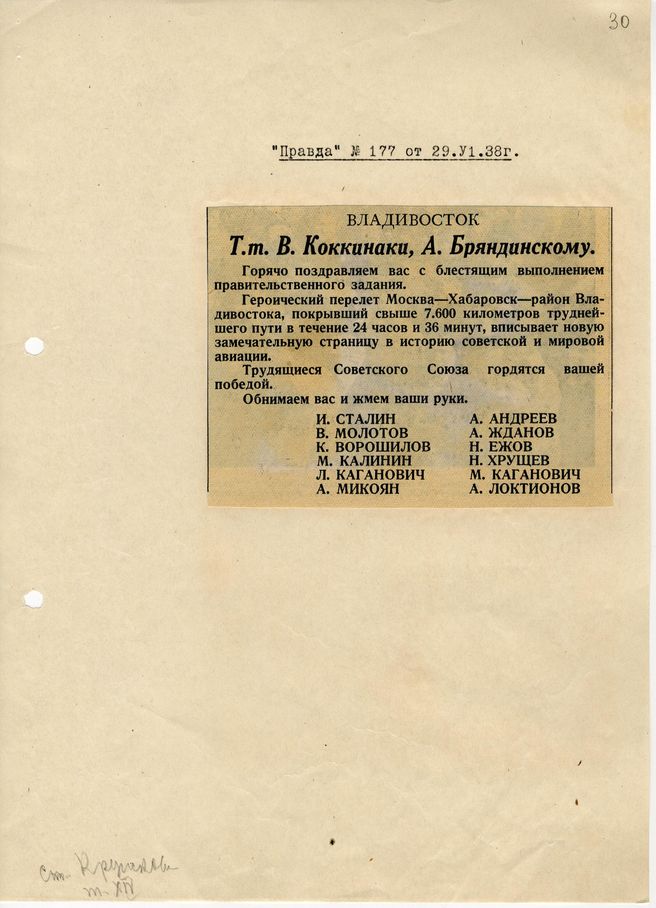 30
"Правда" № 177 от 29.У1.38г.
ВЛАДИВОСТОК
Т.т. В. Коккинаки, А. Бряндинскому.
Горячо поздравляем вас с блестящим выполнением
правительственного задания.
Героический перелет Москва—Хабаровск—район Вла-
дивостока, покрывший свыше 7.600 километров трудней-
шего пути в течение 24 часов и 36 минут, вписывает новую
замечательную страницу в историю советской и мировой
авиации.
Трудящиеся Советского Союза гордятся вашей
победой.
Обнимаем вас и жмем ваши руки.
И. СТАЛИН
В. МОЛОТОВ
К. ВОРОШИЛОВ
М. КАЛИНИН
Л. КАГАНОВИЧ
А. МИКОЯН
А. АНДРЕЕВ
А. ЖДАНОВ
Н. ЕЖОВ
Н. ХРУЩЕВ
М. КАГАНОВИЧ
А. ЛОКТИОНОВ